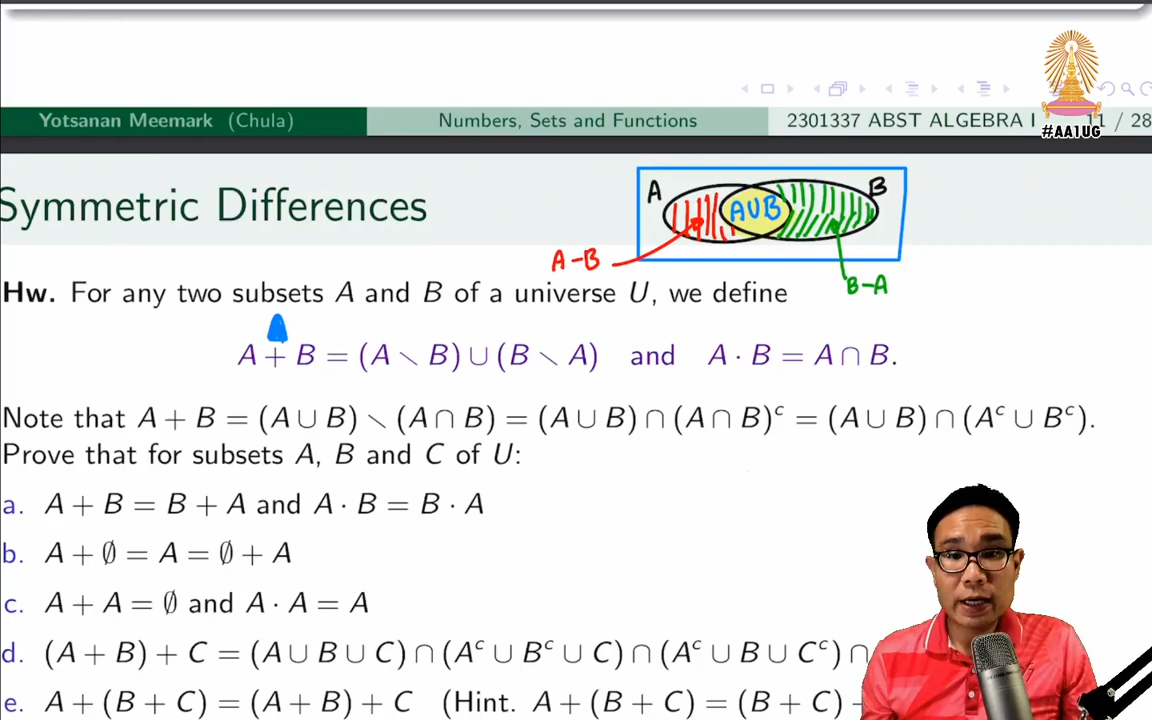 Yotsanan Meemark (Chula) Numbers, Sets and Functions 2301337 ABST ALGEBRA I 11 / 28
#AA1UG
Symmetric Differences
A B
A∪B
A-B
B-A
Hw. For any two subsets A and B of a universe U, we define
A + B = (A ∖ B) ∪ (B ∖ A) and A · B = A ∩ B.
Note that A + B = (A ∪ B) ∖ (A ∩ B) = (A ∪ B) ∩ (A ∩ B)ᶜ = (A ∪ B) ∩ (Aᶜ ∪ Bᶜ).
Prove that for subsets A, B and C of U:
a. A + B = B + A and A · B = B · A
b. A + ∅ = A = ∅ + A
c. A + A = ∅ and A · A = A
d. (A + B) + C = (A ∪ B ∪ C) ∩ (Aᶜ ∪ Bᶜ ∪ C) ∩ (Aᶜ ∪ B ∪ Cᶜ) ∩
e. A + (B + C) = (A + B) + C (Hint. A + (B + C) = (B + C) +